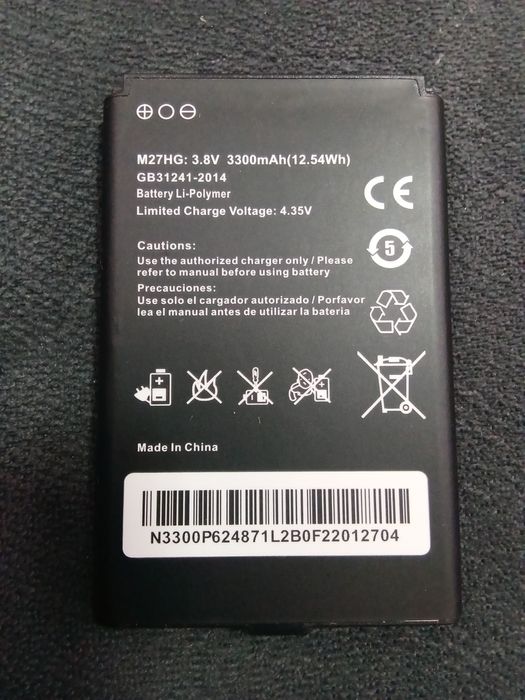 M27HG: 3.8V 3300mAh(12.54Wh)
GB31241-2014
Battery Li-Polymer
Limited Charge Voltage: 4.35V
CE
Cautions:
Use the authorized charger only / Please
refer to manual before using battery
5
Precauciones:
Use solo el cargador autorizado / Porfavor
lea el manual antes de utilizar la bateria
Made In China
N3300P624871L2B0F22012704